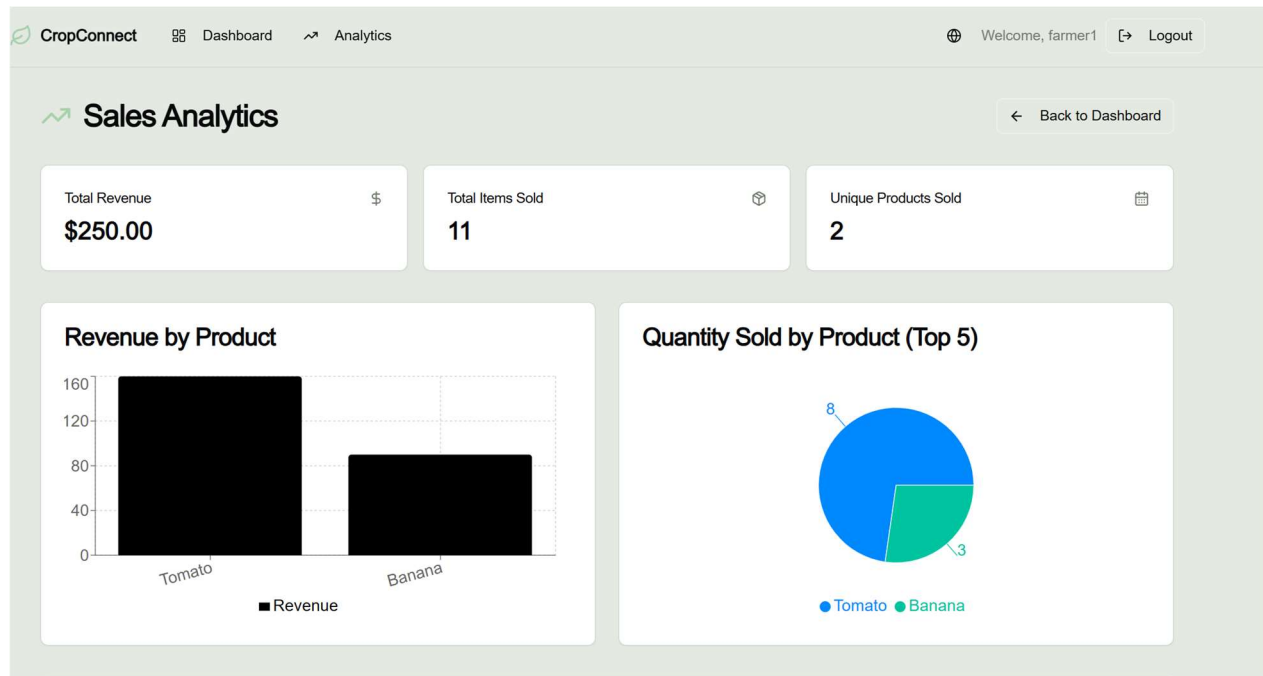 CropConnect Dashboard Analytics Welcome, farmer1 Logout
Sales Analytics Back to Dashboard
Total Revenue
$250.00
Total Items Sold
11
Unique Products Sold
2
Revenue by Product
160
120
80
40
0
Tomato Banana
Revenue
Quantity Sold by Product (Top 5)
8
3
Tomato Banana